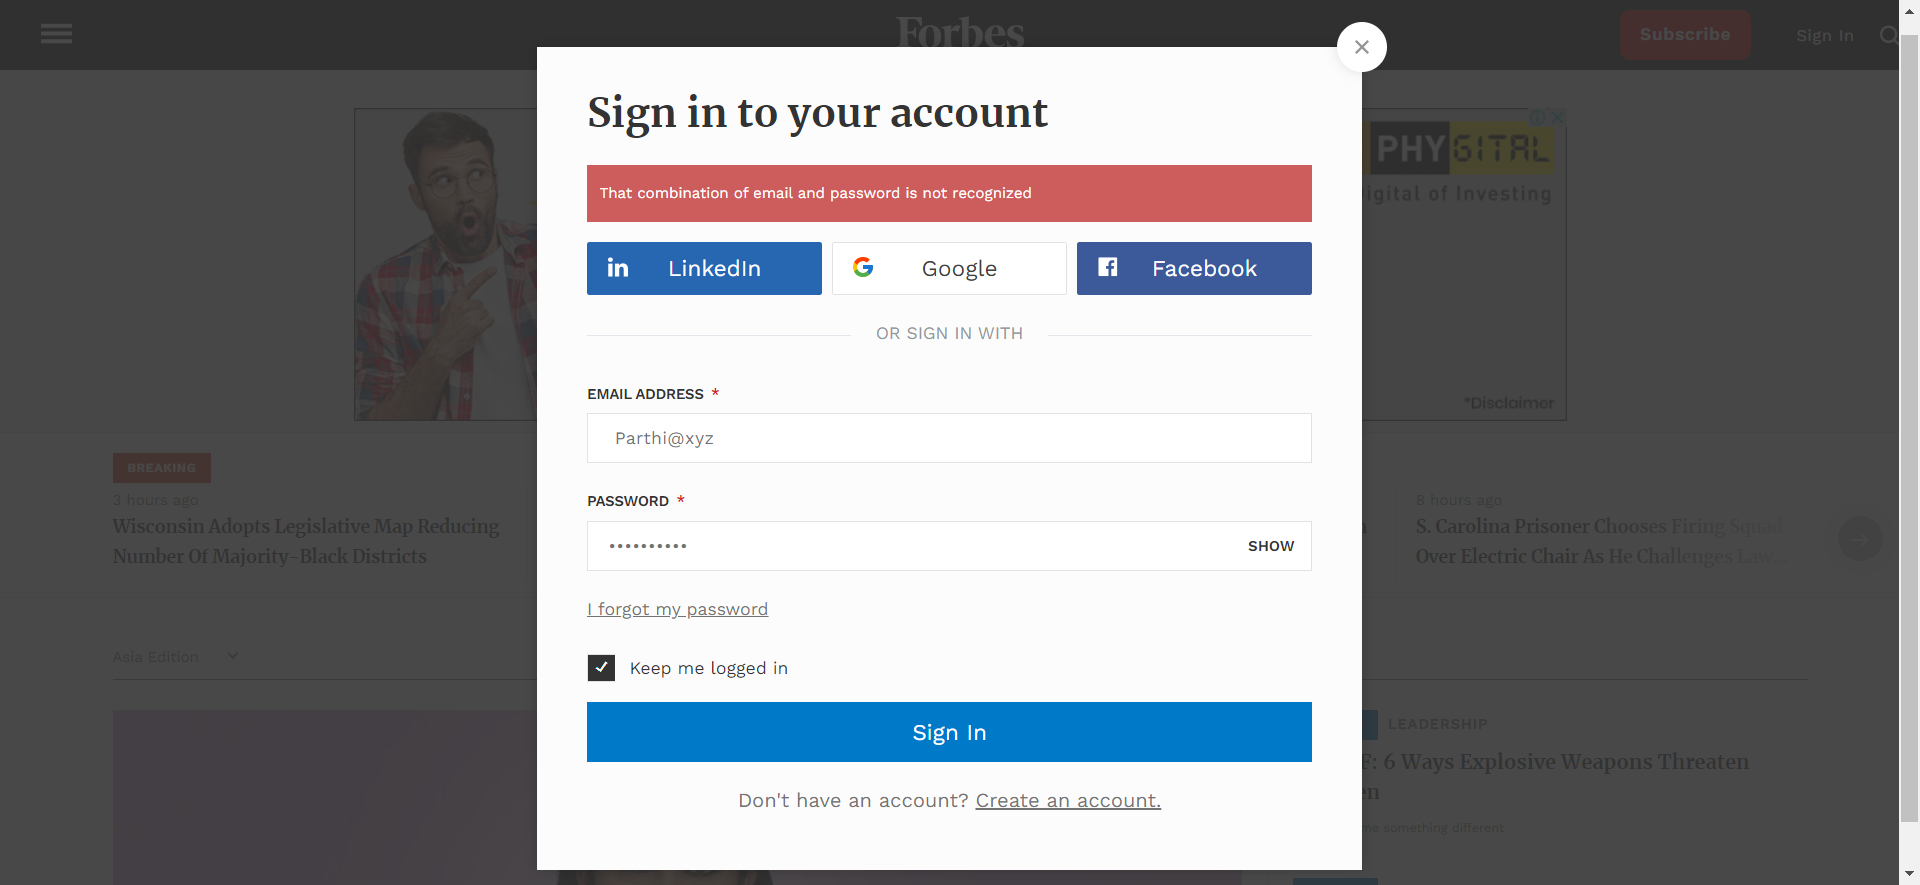 Forbes
Subscribe
Sign In
Sign in to your account
That combination of email and password is not recognized
LinkedIn
Google
Facebook
OR SIGN IN WITH
EMAIL ADDRESS *
Parthi@xyz
PASSWORD *
SHOW
I forgot my password
Keep me logged in
Sign In
Don't have an account? Create an account.
PHYGITAL
igital of Investing
*Disclaimer
BREAKING
3 hours ago
Wisconsin Adopts Legislative Map Reducing
Number Of Majority-Black Districts
8 hours ago
S. Carolina Prisoner Chooses Firing Squad
Over Electric Chair As He Challenges Law...
Asia Edition
LEADERSHIP
F: 6 Ways Explosive Weapons Threaten
en
me something different